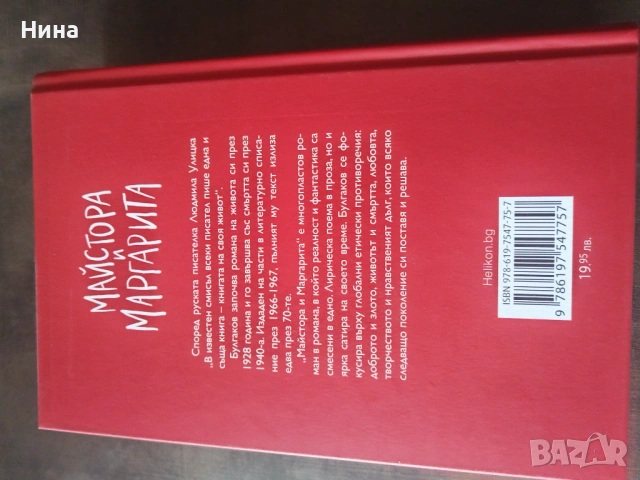 Нина
МАЙСТОРА
И
МАРГАРИТА
Според руската писателка Людмила Улицка
„В известен смисъл всеки писател пише една и
съща книга – книгата на своя живот“.
Булгаков започва романа на живота си през
1928 година и го завършва със смъртта си през
1940-а. Издаден на части в литературно списа-
ние през 1966-1967, пълният му текст излиза
едва през 70-те.
„Майстора и Маргарита“ е многопластов ро-
ман в романа, в който реалност и фантастика са
смесени в едно. Лирическа поема в проза, но и
ярка сатира на своето време. Булгаков се фо-
кусира върху глобални етически противоречия:
доброто и злото, животът и смъртта, любовта,
творчеството и нравственият дълг, които всяко
следващо поколение си поставя и решава.
Helikon.bg
ISBN 978-619-7547-75-7
9 786197 547757
19,95 лв.
BAZAR